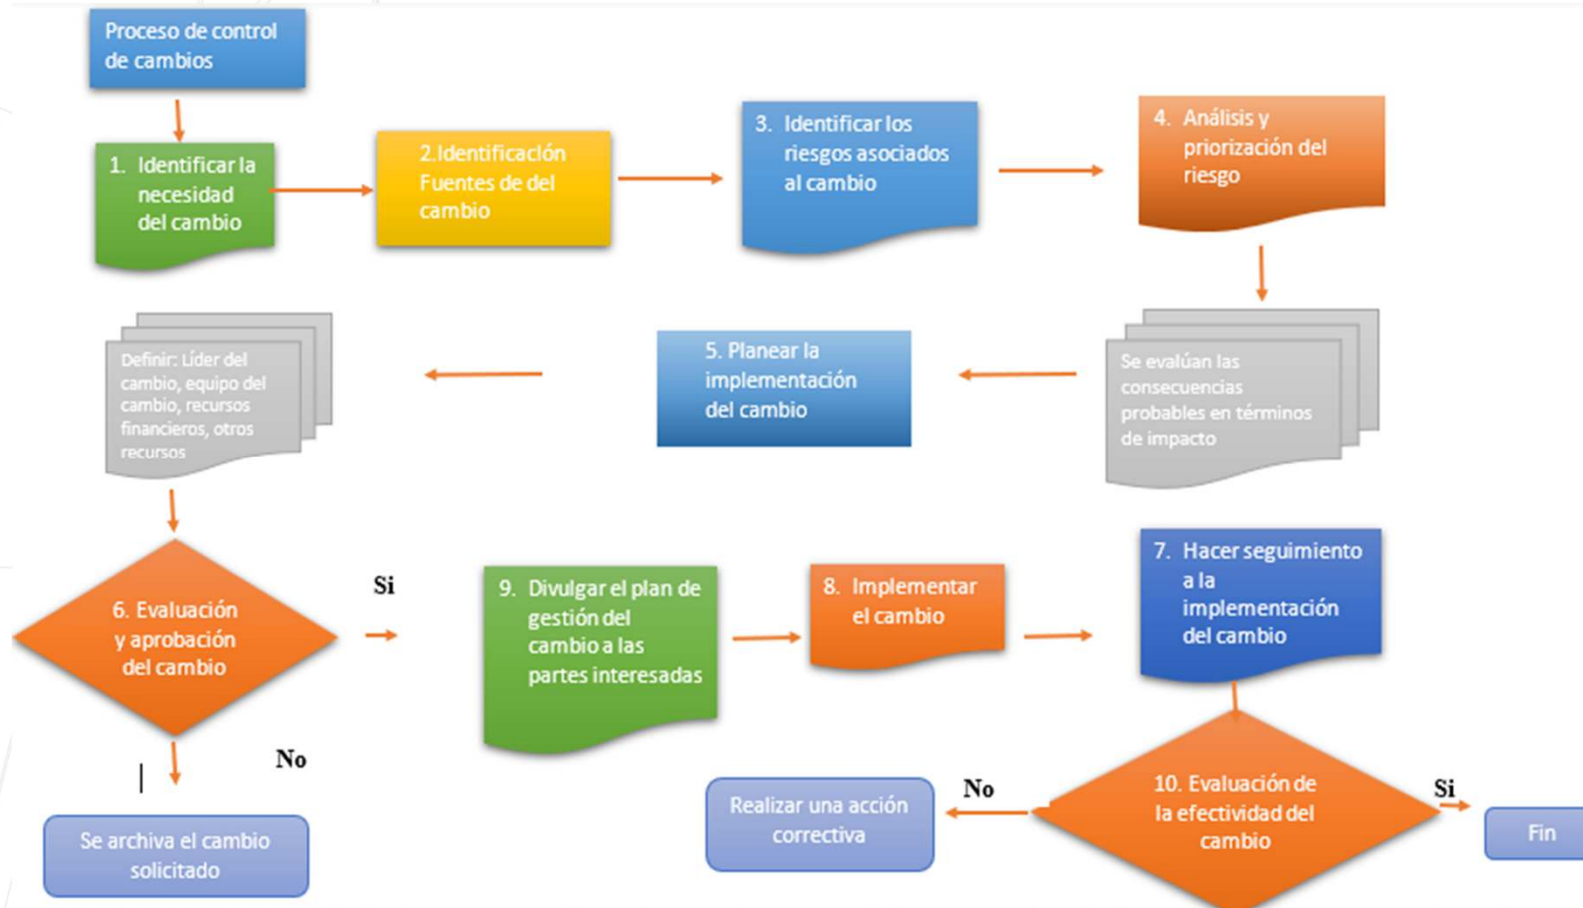 Proceso de control
de cambios
1. Identificar la
necesidad
del cambio
2.Identificación
Fuentes de del
cambio
3. Identificar los
riesgos asociados
al cambio
4. Análisis y
priorización del
riesgo
Definir: Líder del
cambio, equipo del
cambio, recursos
financieros, otros
recursos
5. Planear la
implementación
del cambio
Se evalúan las
consecuencias
probables en términos
de impacto
6. Evaluación
y aprobación
del cambio
Si
9. Divulgar el plan de
gestión del
cambio a las
partes interesadas
8. Implementar
el cambio
7. Hacer seguimiento
a la
implementación
del cambio
No
Se archiva el cambio
solicitado
Realizar una acción
correctiva
No
10. Evaluación de
la efectividad del
cambio
Si
Fin